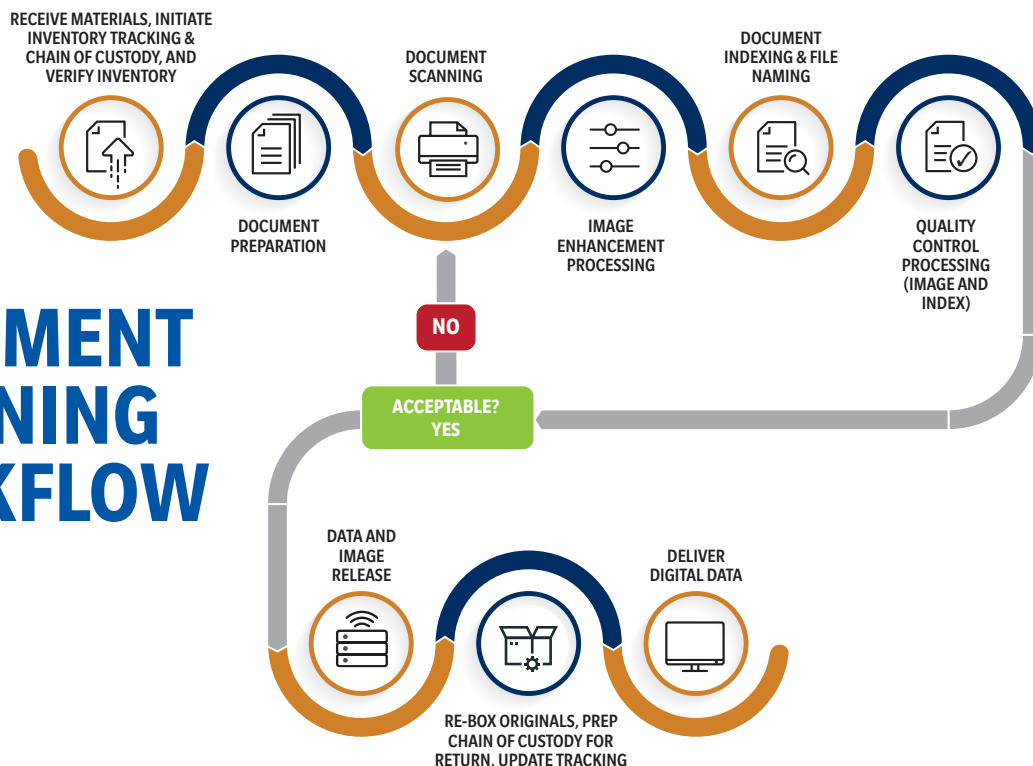 RECEIVE MATERIALS, INITIATE
INVENTORY TRACKING &
CHAIN OF CUSTODY, AND
VERIFY INVENTORY
DOCUMENT
PREPARATION
DOCUMENT
SCANNING
IMAGE
ENHANCEMENT
PROCESSING
DOCUMENT
INDEXING & FILE
NAMING
QUALITY
CONTROL
PROCESSING
(IMAGE AND
INDEX)
NO
ACCEPTABLE?
YES
MENT
NING
KFLOW
DATA AND
IMAGE
RELEASE
RE-BOX ORIGINALS, PREP
CHAIN OF CUSTODY FOR
RETURN, UPDATE TRACKING
DELIVER
DIGITAL DATA